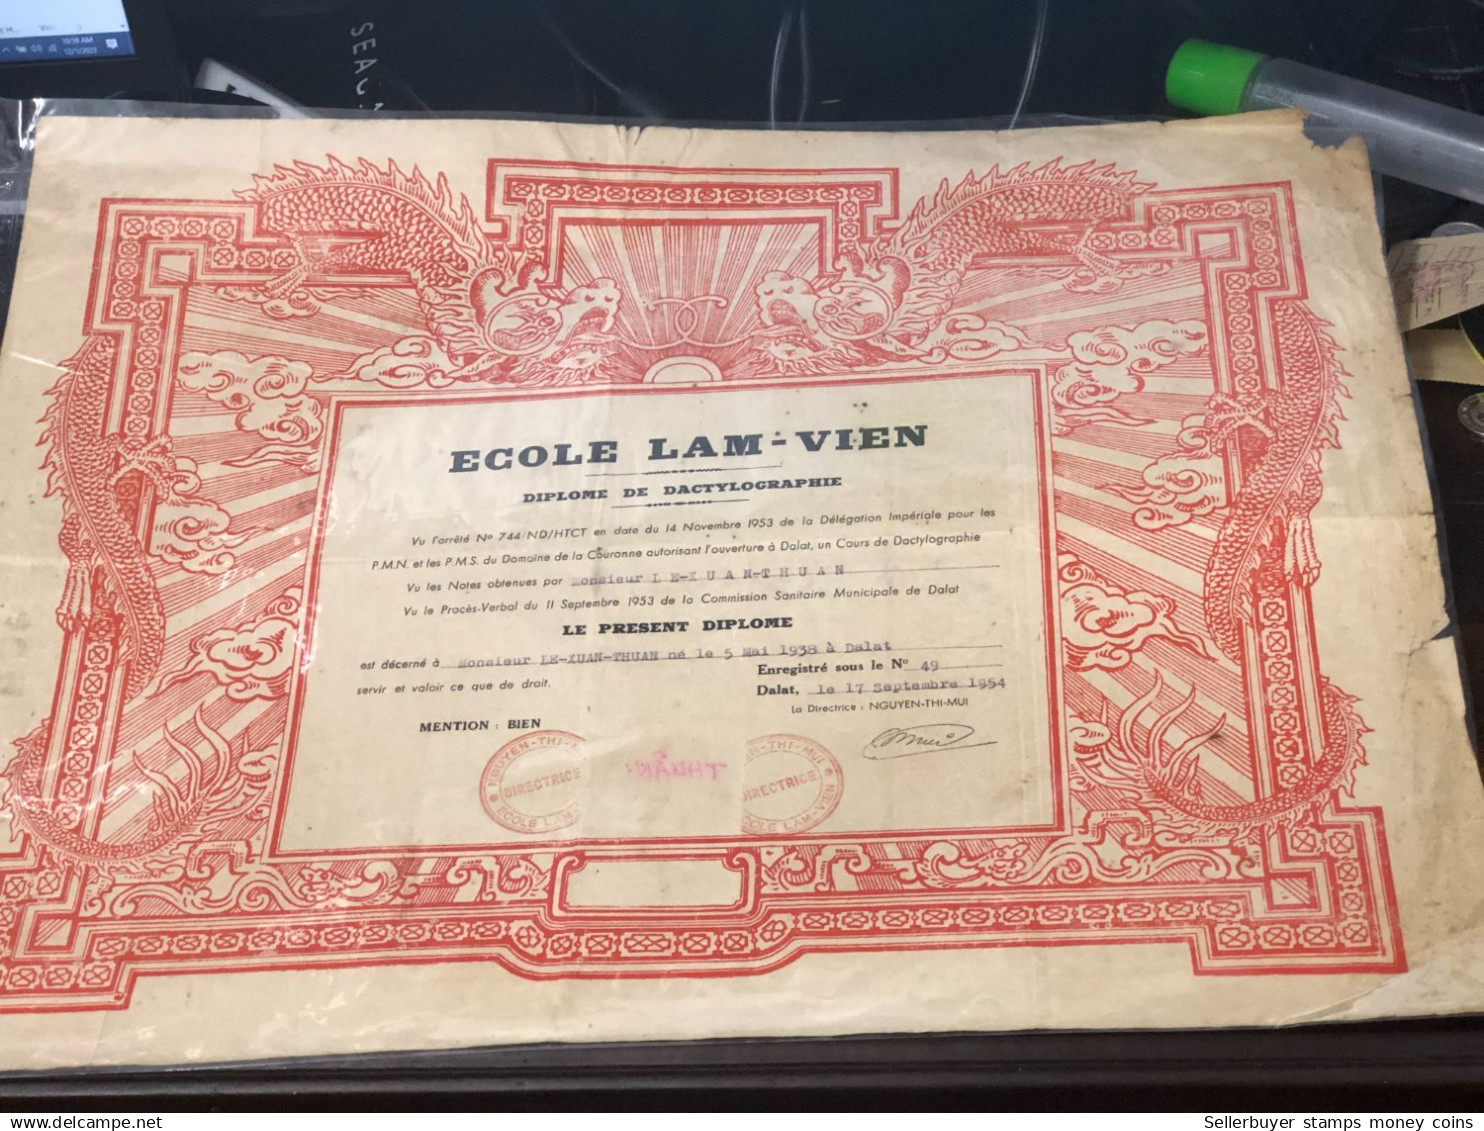 SEAG
ECOLE LAM-VIEN
DIPLOME DE DACTYLOGRAPHIE
Vu l'arrêté N° 744/ND/HTCT en date du 14 Novembre 1953 de la Délégation Impériale pour les
P.M.N. et les P.M.S. du Domaine de la Couronne autorisant l'ouverture à Dalat, un Cours de Dactylographie
Vu les Notes obtenues par Monsieur LE-XUAN-THUAN
Vu le Procès-Verbal du 11 Septembre 1953 de la Commission Sanitaire Municipale de Dalat
LE PRESENT DIPLOME
est décerné à Monsieur LE-XUAN-THUAN né le 5 Mai 1938 à Dalat
servir et valoir ce que de droit.
Enregistré sous le N° 49
Dalat, le 17 Septembre 1954
La Directrice : NGUYEN-THI-MUI
MENTION : BIEN
NGUYEN-THI-M
DIRECTRICE
ECOLE LAM-
-THI-MUI
DIRECTRICE
ECOLE LAM-
Sellerbuyer stamps money coins